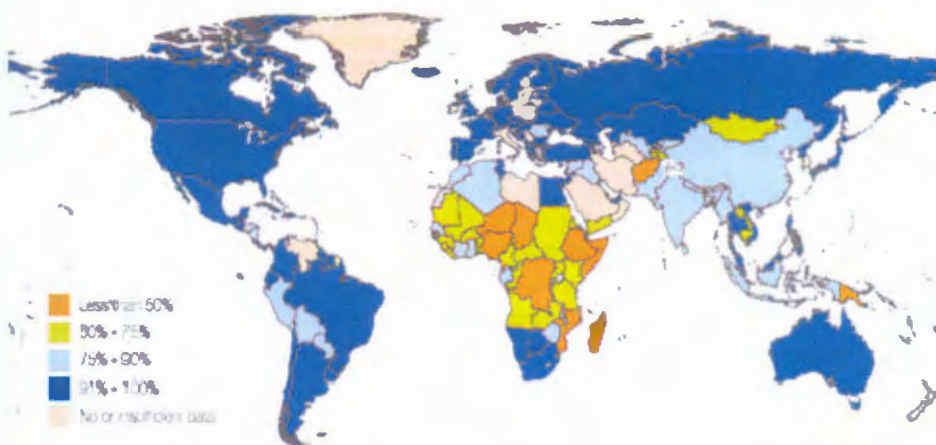 Less than 50%
50% - 75%
75% - 90%
91% - 100%
No or insufficient data